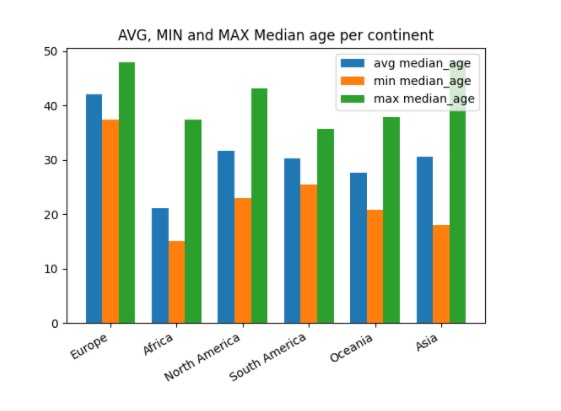 AVG, MIN and MAX Median age per continent
50
40
30
20
10
0
avg median_age
min median_age
max median_age
Europe
Africa
North America
South America
Oceania
Asia